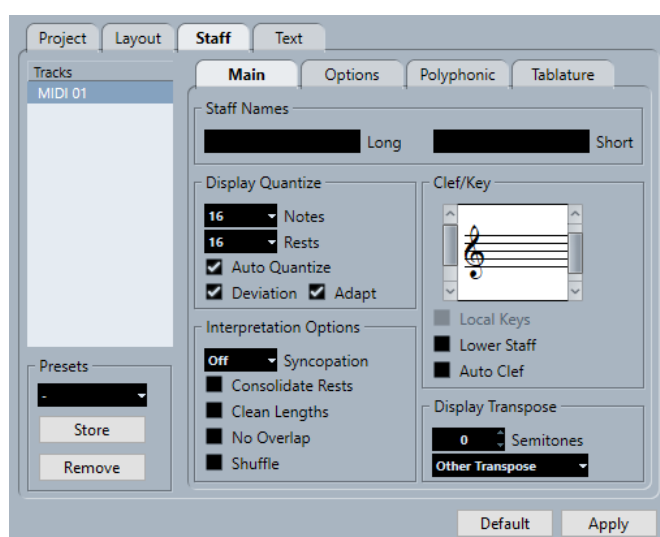 Project Layout Staff Text
Tracks
MIDI 01
Main Options Polyphonic Tablature
Staff Names
Long Short
Display Quantize
16 Notes
16 Rests
Auto Quantize
Deviation Adapt
Clef/Key
Local Keys
Lower Staff
Auto Clef
Interpretation Options
Off Syncopation
Consolidate Rests
Clean Lengths
No Overlap
Shuffle
Display Transpose
0 Semitones
Other Transpose
Presets
-
Store
Remove
Default Apply